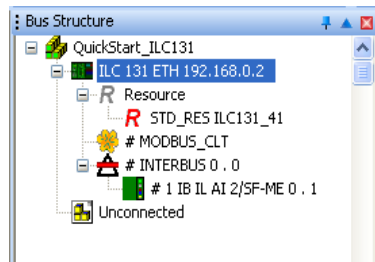 Bus Structure
QuickStart_ILC131
ILC 131 ETH 192.168.0.2
R Resource
R STD_RES ILC131_41
# MODBUS_CLT
# INTERBUS 0 . 0
# 1 IB IL AI 2/SF-ME 0 . 1
Unconnected